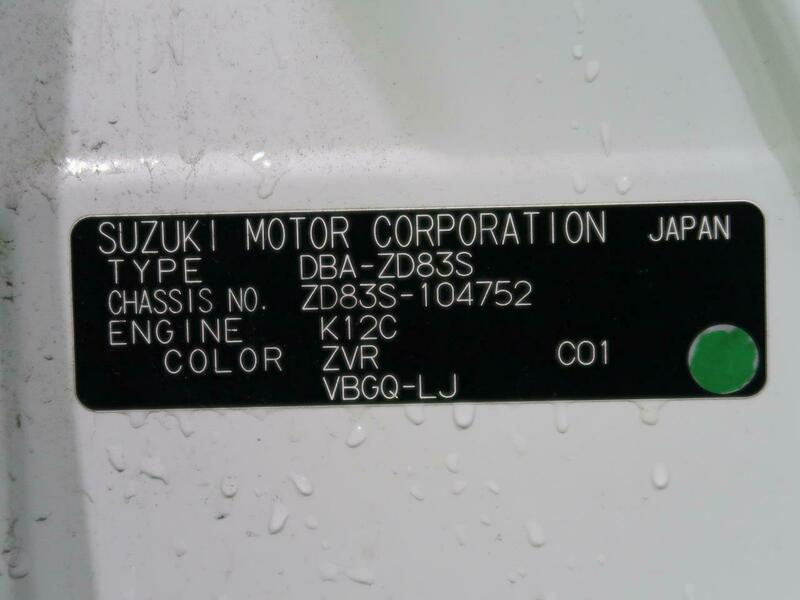 SUZUKI MOTOR CORPORATION JAPAN
TYPE DBA-ZD83S
CHASSIS NO. ZD83S-104752
ENGINE K12C
COLOR ZVR C01
VBGQ-LJ